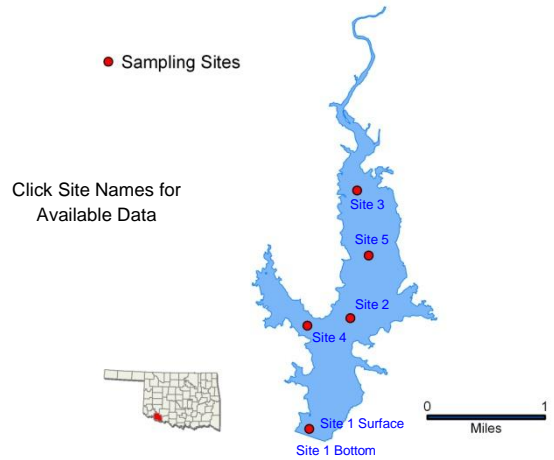 Sampling Sites
Click Site Names for
Available Data
Site 3
Site 5
Site 2
Site 4
Site 1 Surface
Site 1 Bottom
0 1
Miles